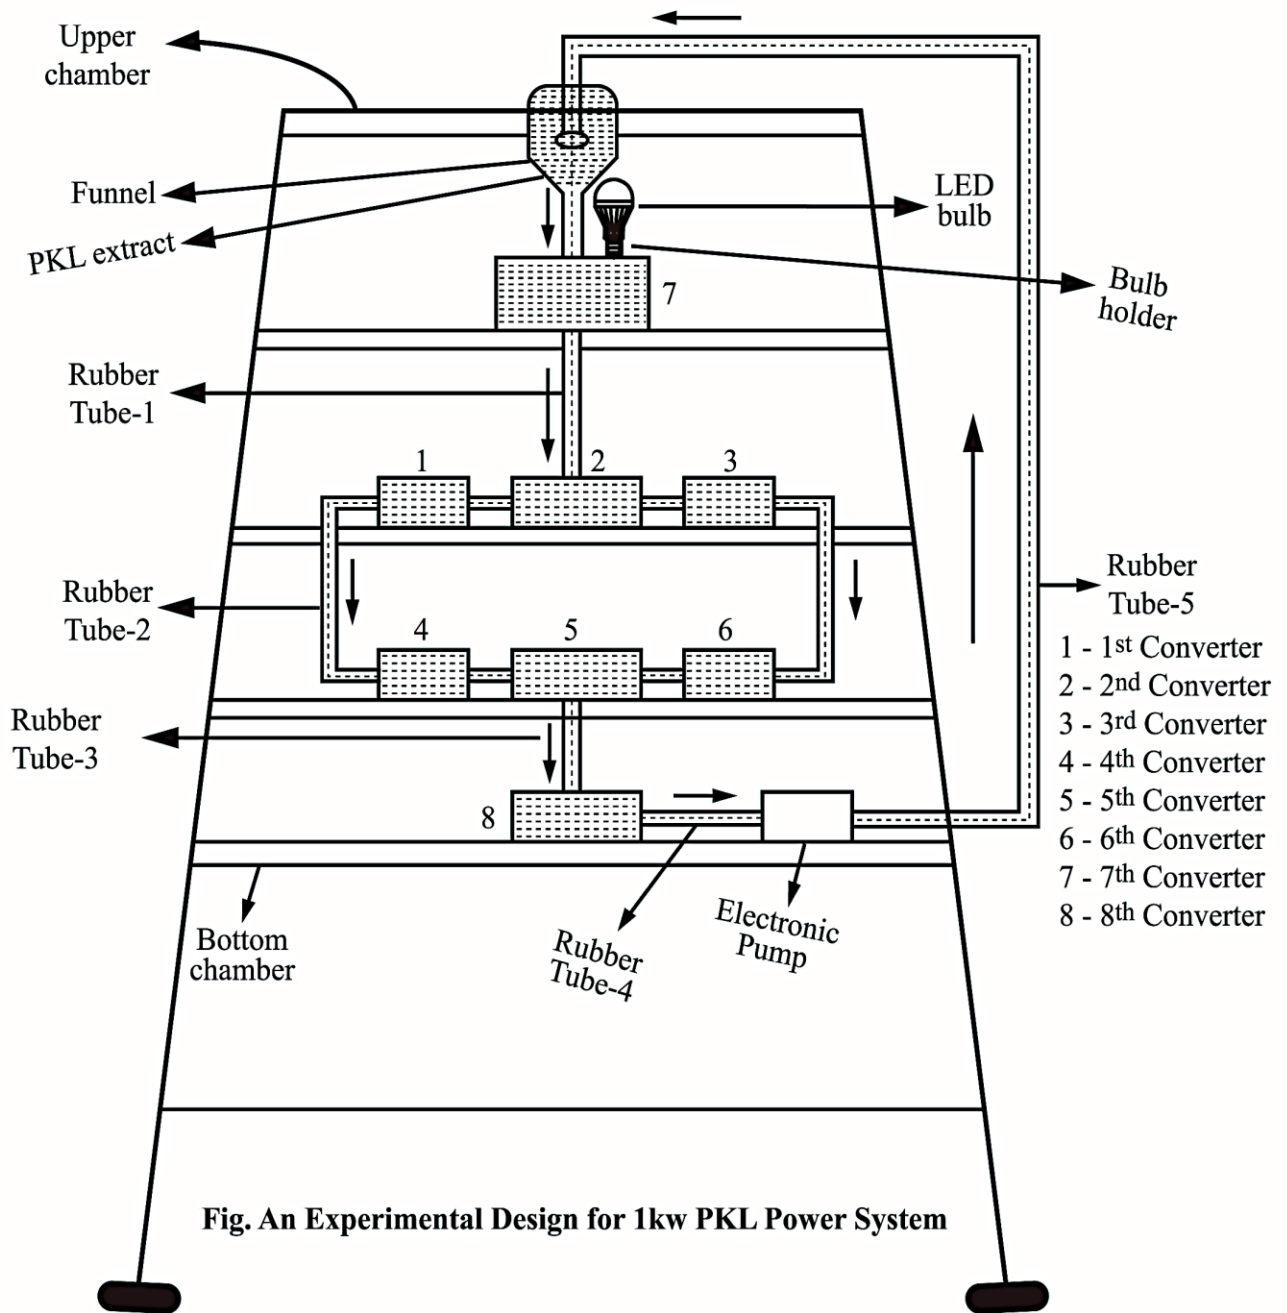 Upper
chamber
Funnel
PKL extract
LED
bulb
Bulb
holder
7
Rubber
Tube-1
1
2
3
Rubber
Tube-2
4
5
6
Rubber
Tube-5
1 - 1st Converter
2 - 2nd Converter
3 - 3rd Converter
4 - 4th Converter
5 - 5th Converter
6 - 6th Converter
7 - 7th Converter
8 - 8th Converter
Rubber
Tube-3
8
Bottom
chamber
Rubber
Tube-4
Electronic
Pump
Fig. An Experimental Design for 1kw PKL Power System